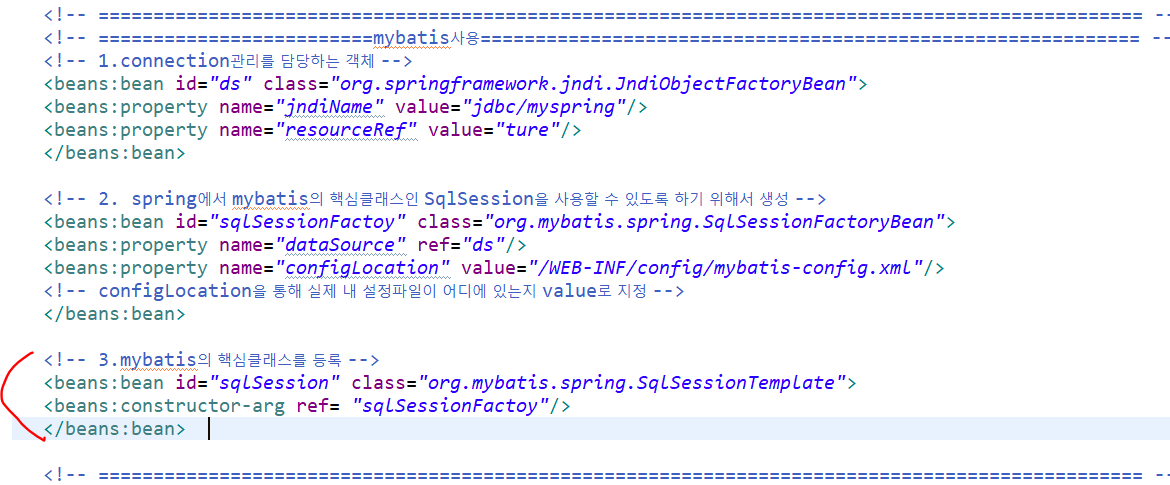 <!-- =============================================================================================== --
<!-- =========================mybatis사용============================================================ --
<!-- 1.connection관리를 담당하는 객체 -->
<beans:bean id="ds" class="org.springframework.jndi.JndiObjectFactoryBean">
<beans:property name="jndiName" value="jdbc/myspring"/>
<beans:property name="resourceRef" value="ture"/>
</beans:bean>
<!-- 2. spring에서 mybatis의 핵심클래스인 SqlSession을 사용할 수 있도록 하기 위해서 생성 -->
<beans:bean id="sqlSessionFactoy" class="org.mybatis.spring.SqlSessionFactoryBean">
<beans:property name="dataSource" ref="ds"/>
<beans:property name="configLocation" value="/WEB-INF/config/mybatis-config.xml"/>
<!-- configLocation을 통해 실제 내 설정파일이 어디에 있는지 value로 지정 -->
</beans:bean>
<!-- 3.mybatis의 핵심클래스를 등록 -->
<beans:bean id="sqlSession" class="org.mybatis.spring.SqlSessionTemplate">
<beans:constructor-arg ref= "sqlSessionFactoy"/>
</beans:bean>
<!-- =============================================================================================== --